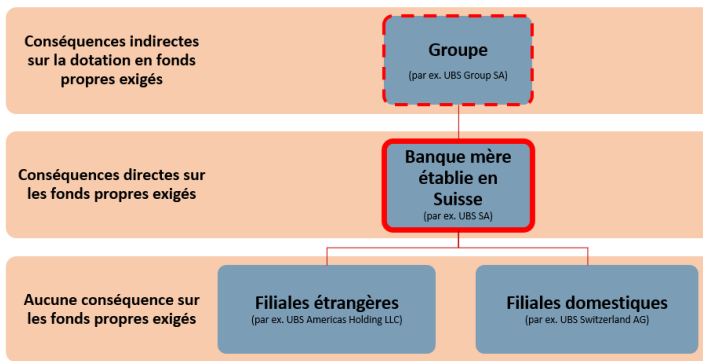 Conséquences indirectes
sur la dotation en fonds
propres exigés
Groupe
(par ex. UBS Group SA)
Conséquences directes sur
les fonds propres exigés
Banque mère
établie en
Suisse
(par ex. UBS SA)
Aucune conséquence sur
les fonds propres exigés
Filiales étrangères
(par ex. UBS Americas Holding LLC)
Filiales domestiques
(par ex. UBS Switzerland AG)